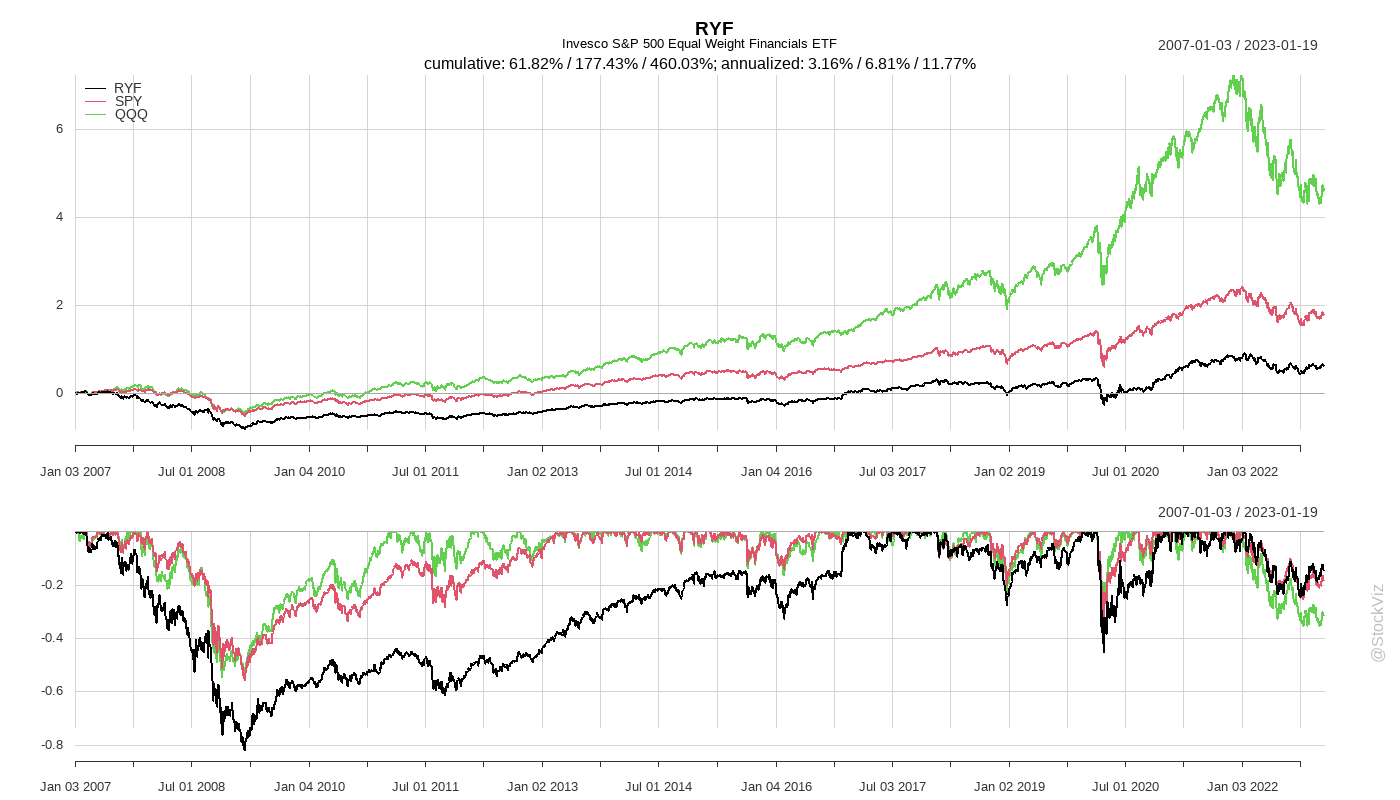 RYF
Invesco S&P 500 Equal Weight Financials ETF
2007-01-03 / 2023-01-19
cumulative: 61.82% / 177.43% / 460.03%; annualized: 3.16% / 6.81% / 11.77%
RYF
SPY
QQQ
6
4
2
0
Jan 03 2007 Jul 01 2008 Jan 04 2010 Jul 01 2011 Jan 02 2013 Jul 01 2014 Jan 04 2016 Jul 03 2017 Jan 02 2019 Jul 01 2020 Jan 03 2022
2007-01-03 / 2023-01-19
-0.2
-0.4
-0.6
-0.8
Jan 03 2007 Jul 01 2008 Jan 04 2010 Jul 01 2011 Jan 02 2013 Jul 01 2014 Jan 04 2016 Jul 03 2017 Jan 02 2019 Jul 01 2020 Jan 03 2022
@StockViz